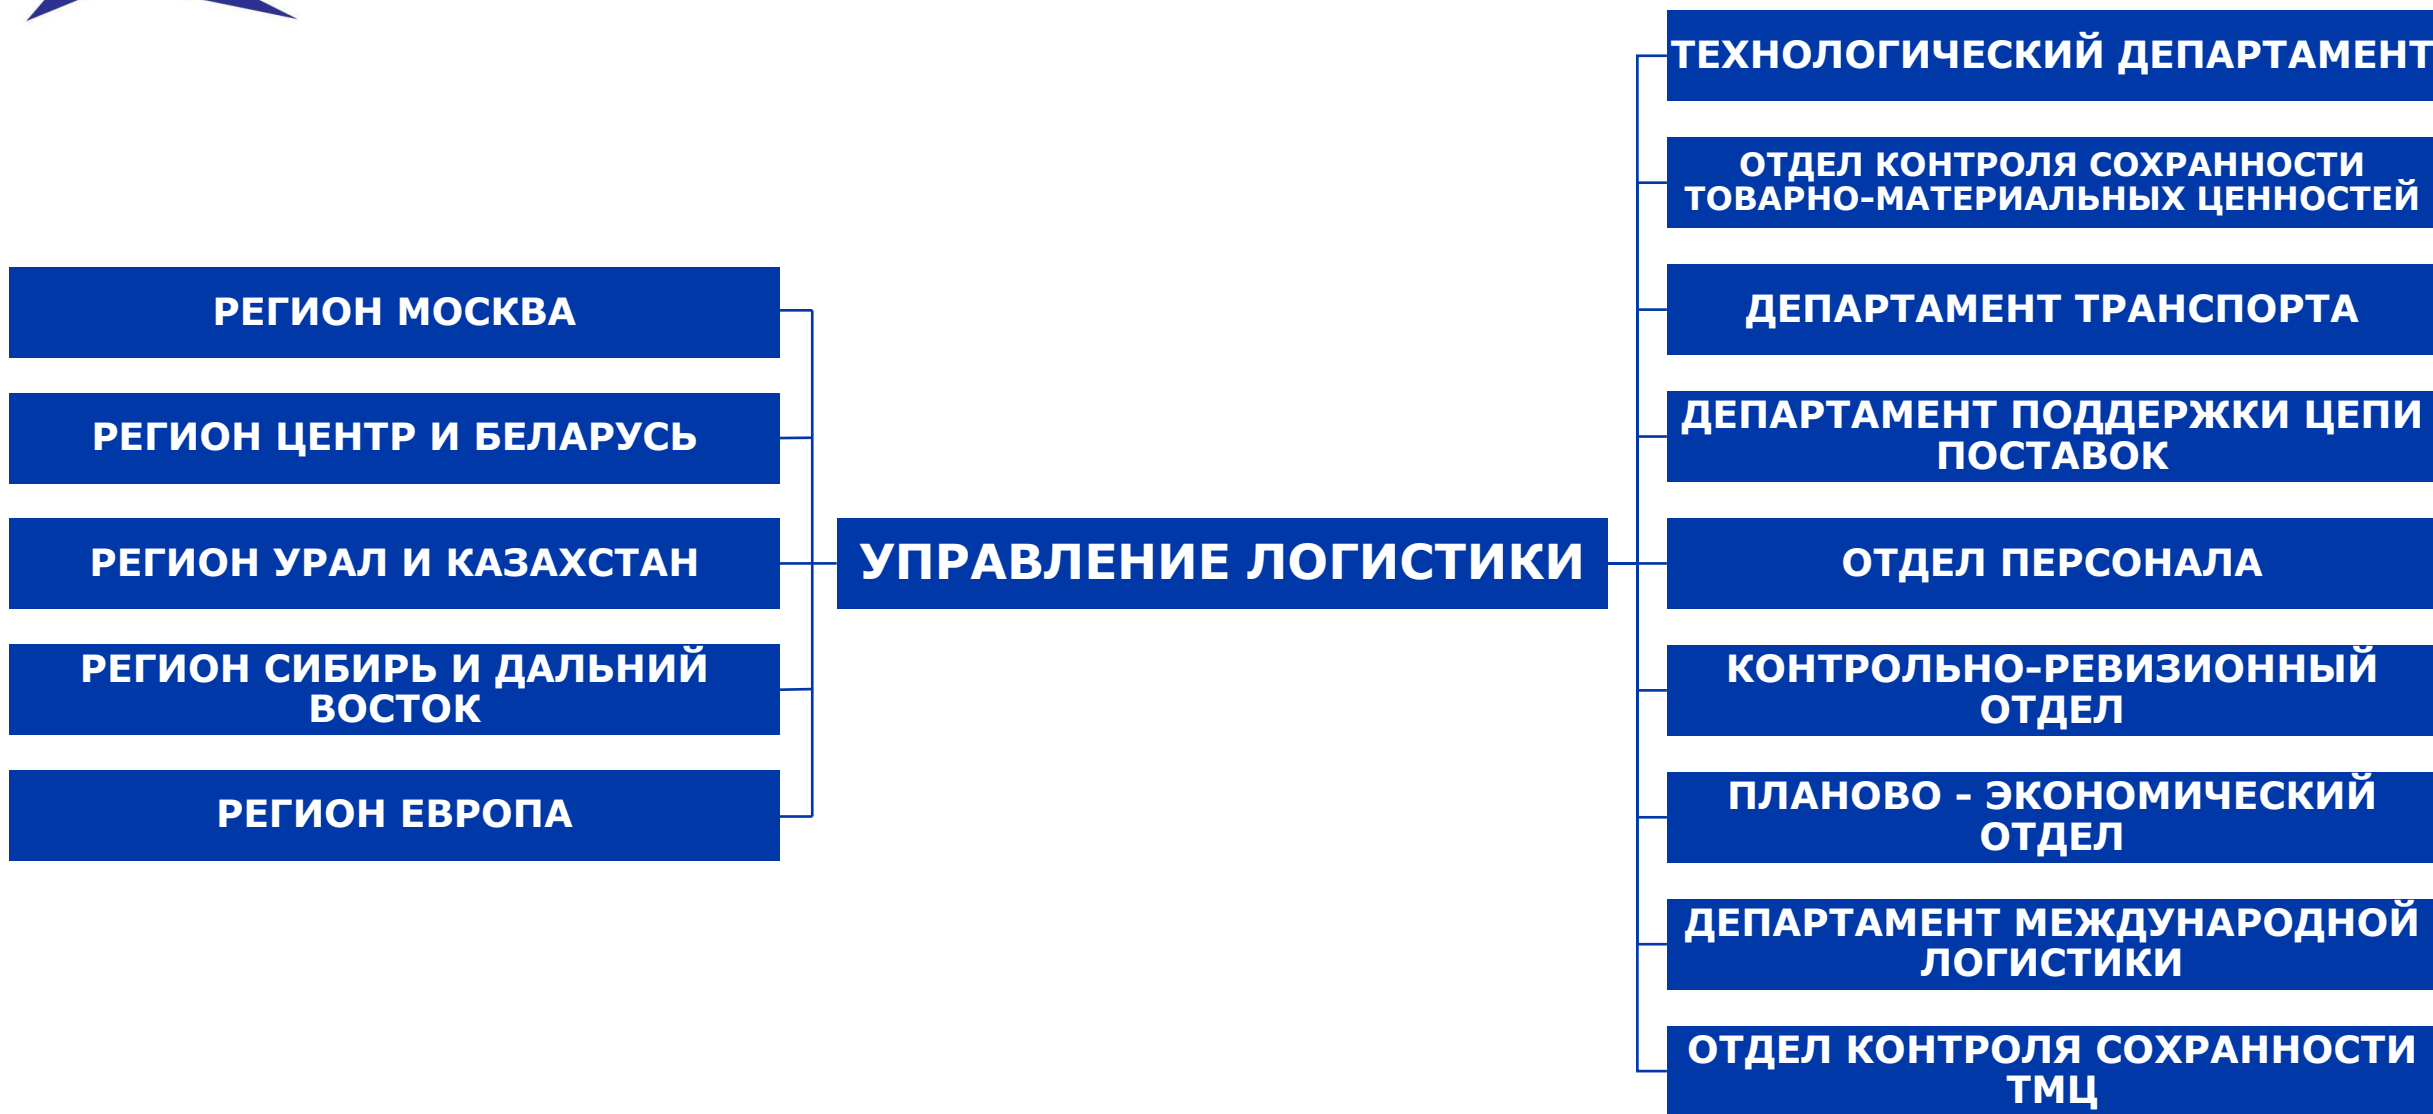 РЕГИОН МОСКВА
РЕГИОН ЦЕНТР И БЕЛАРУСЬ
РЕГИОН УРАЛ И КАЗАХСТАН
РЕГИОН СИБИРЬ И ДАЛЬНИЙ
ВОСТОК
РЕГИОН ЕВРОПА
УПРАВЛЕНИЕ ЛОГИСТИКИ
ТЕХНОЛОГИЧЕСКИЙ ДЕПАРТАМЕНТ
ОТДЕЛ КОНТРОЛЯ СОХРАННОСТИ
ТОВАРНО-МАТЕРИАЛЬНЫХ ЦЕННОСТЕЙ
ДЕПАРТАМЕНТ ТРАНСПОРТА
ДЕПАРТАМЕНТ ПОДДЕРЖКИ ЦЕПИ
ПОСТАВОК
ОТДЕЛ ПЕРСОНАЛА
КОНТРОЛЬНО-РЕВИЗИОННЫЙ
ОТДЕЛ
ПЛАНОВО - ЭКОНОМИЧЕСКИЙ
ОТДЕЛ
ДЕПАРТАМЕНТ МЕЖДУНАРОДНОЙ
ЛОГИСТИКИ
ОТДЕЛ КОНТРОЛЯ СОХРАННОСТИ
ТМЦ